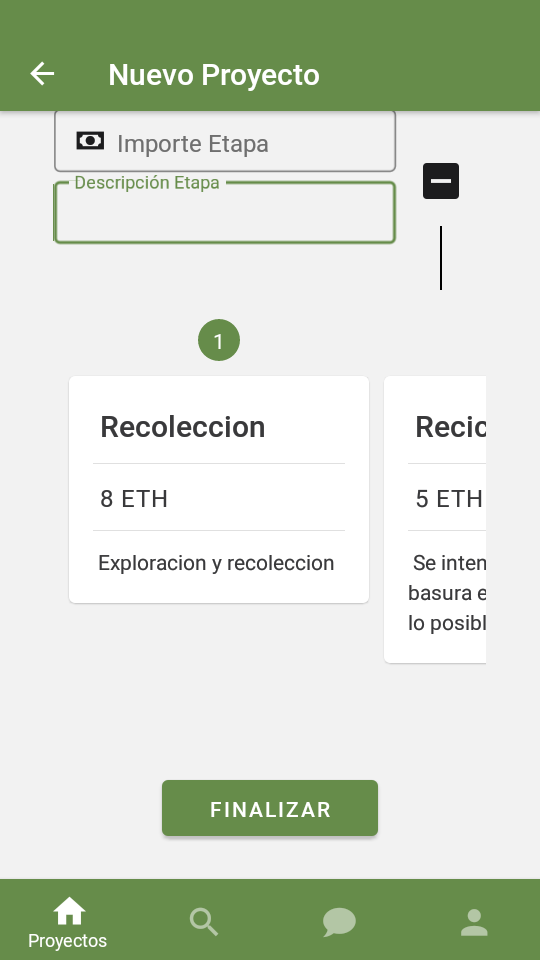 Nuevo Proyecto
Importe Etapa
Descripción Etapa
1
Recoleccion
8 ETH
Exploracion y recoleccion
Recic
5 ETH
Se inten
basura e
lo posibl
FINALIZAR
Proyectos